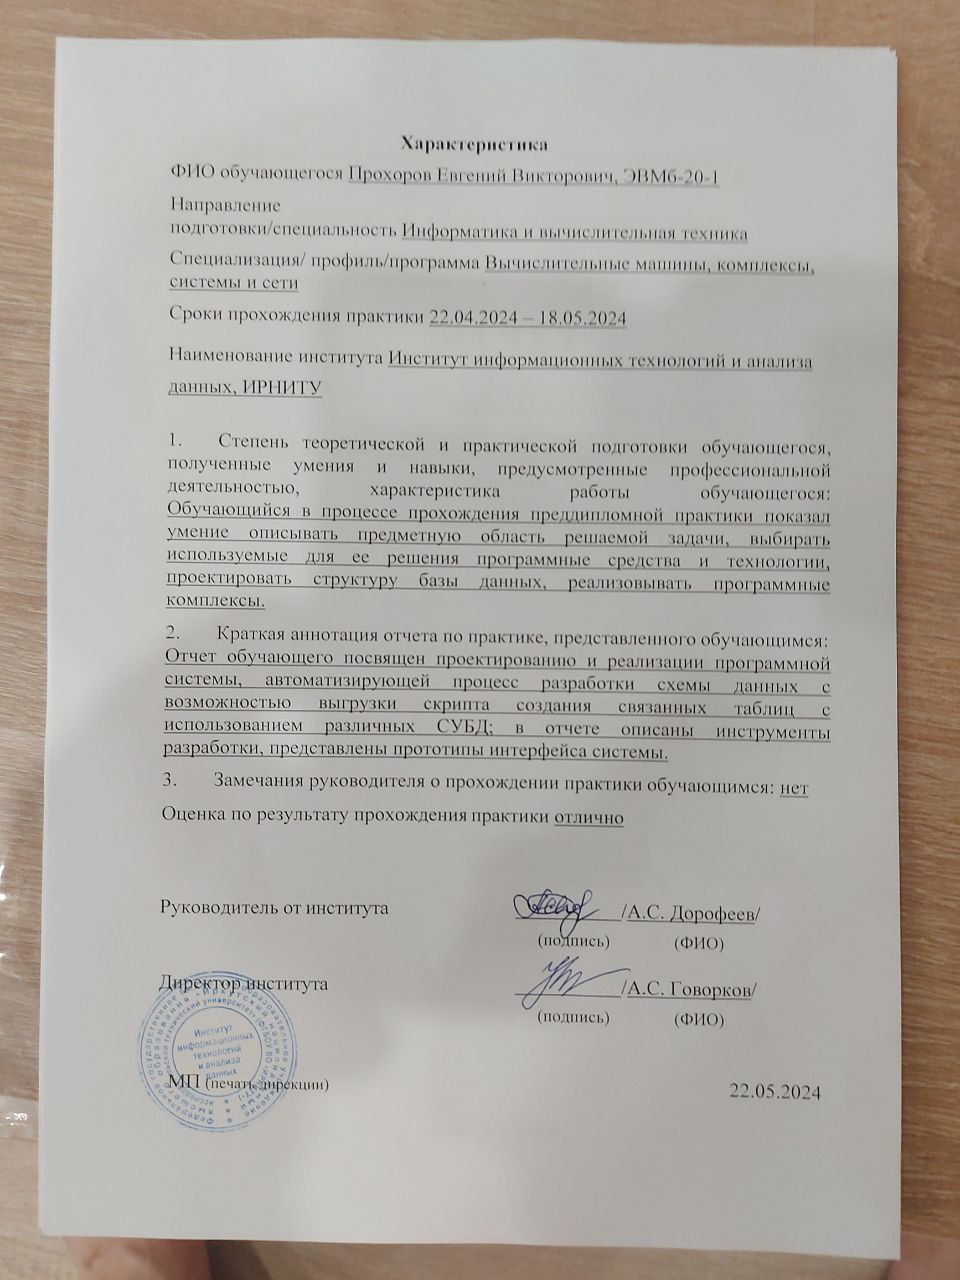 Характеристика
ФИО обучающегося Прохоров Евгений Викторович, ЭВМб-20-1
Направление
подготовки/специальность Информатика и вычислительная техника
Специализация/ профиль/программа Вычислительные машины, комплексы,
системы и сети
Сроки прохождения практики 22.04.2024 – 18.05.2024
Наименование института Институт информационных технологий и анализа
данных, ИРНИТУ
1. Степень теоретической и практической подготовки обучающегося,
полученные умения и навыки, предусмотренные профессиональной
деятельностью, характеристика работы обучающегося:
Обучающийся в процессе прохождения преддипломной практики показал
умение описывать предметную область решаемой задачи, выбирать
используемые для ее решения программные средства и технологии,
проектировать структуру базы данных, реализовывать программные
комплексы.
2. Краткая аннотация отчета по практике, представленного обучающимся:
Отчет обучающего посвящен проектированию и реализации программной
системы, автоматизирующей процесс разработки схемы данных с
возможностью выгрузки скрипта создания связанных таблиц с
использованием различных СУБД; в отчете описаны инструменты
разработки, представлены прототипы интерфейса системы.
3. Замечания руководителя о прохождении практики обучающимся: нет
Оценка по результату прохождения практики отлично
Руководитель от института /А.С. Дорофеев/
(подпись) (ФИО)
Директор института /А.С. Говорков/
(подпись) (ФИО)
Институт
информационных
технологий
и анализа
данных
МП (печать дирекции)
22.05.2024